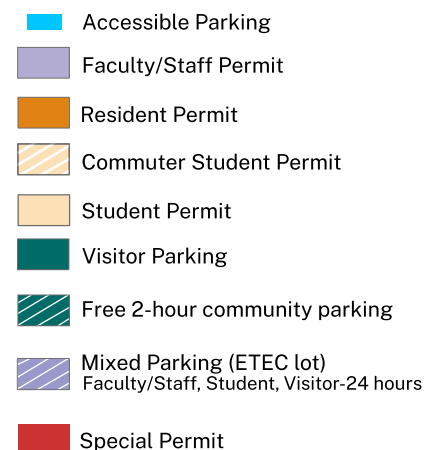 Accessible Parking
Faculty/Staff Permit
Resident Permit
Commuter Student Permit
Student Permit
Visitor Parking
Free 2-hour community parking
Mixed Parking (ETEC lot)
Faculty/Staff, Student, Visitor-24 hours
Special Permit